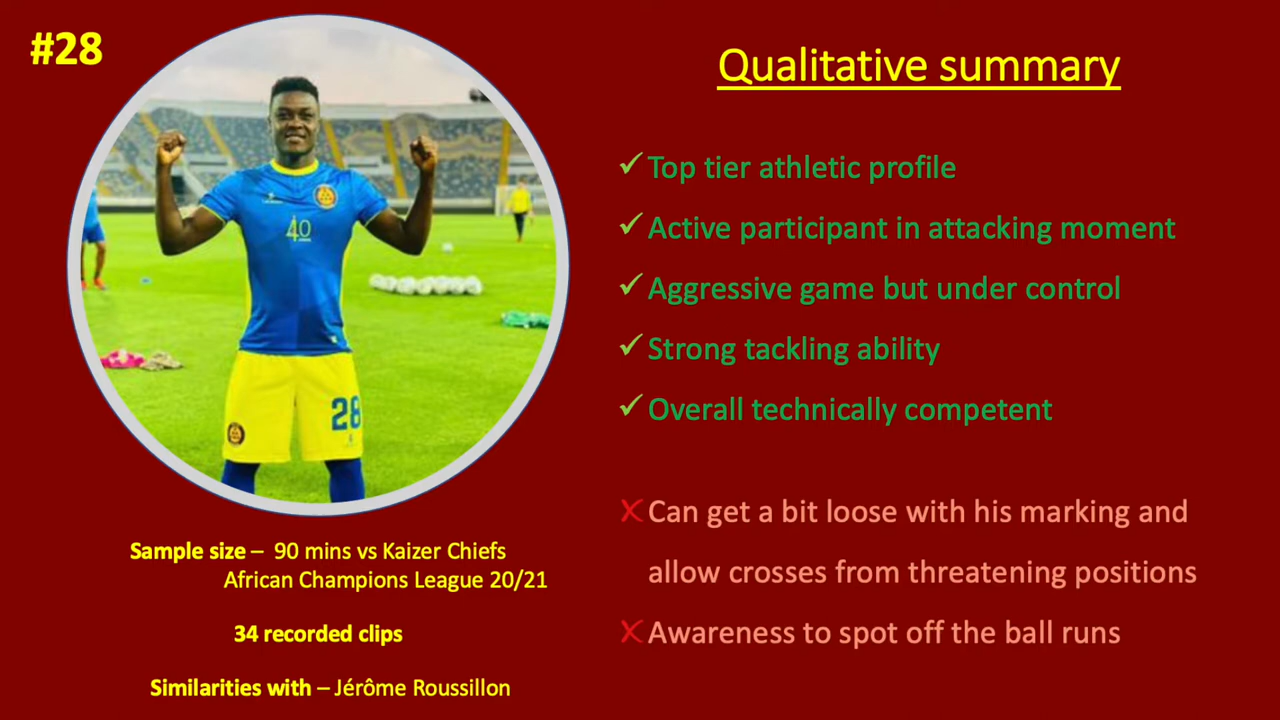 #28
40
28
Sample size – 90 mins vs Kaizer Chiefs
African Champions League 20/21
34 recorded clips
Similarities with – Jérôme Roussillon
Qualitative summary
✓ Top tier athletic profile
✓ Active participant in attacking moment
✓ Aggressive game but under control
✓ Strong tackling ability
✓ Overall technically competent
✗ Can get a bit loose with his marking and
allow crosses from threatening positions
✗ Awareness to spot off the ball runs